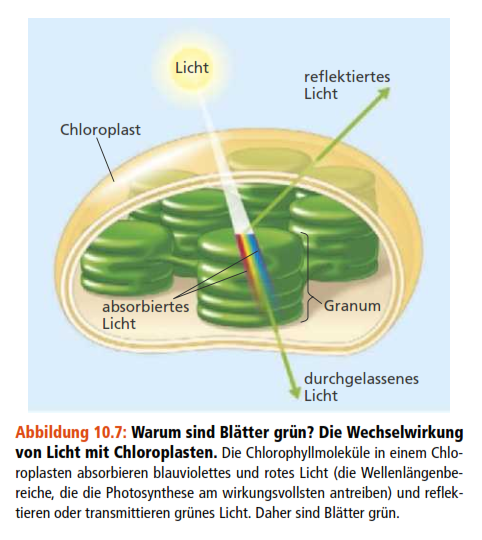 Licht
reflektiertes
Licht
Chloroplast
absorbiertes
Licht
Granum
durchgelassenes
Licht
Abbildung 10.7: Warum sind Blätter grün? Die Wechselwirkung
von Licht mit Chloroplasten. Die Chlorophyllmoleküle in einem Chlo-
roplasten absorbieren blauviolettes und rotes Licht (die Wellenlängenbe-
reiche, die die Photosynthese am wirkungsvollsten antreiben) und reflek-
tieren oder transmittieren grünes Licht. Daher sind Blätter grün.